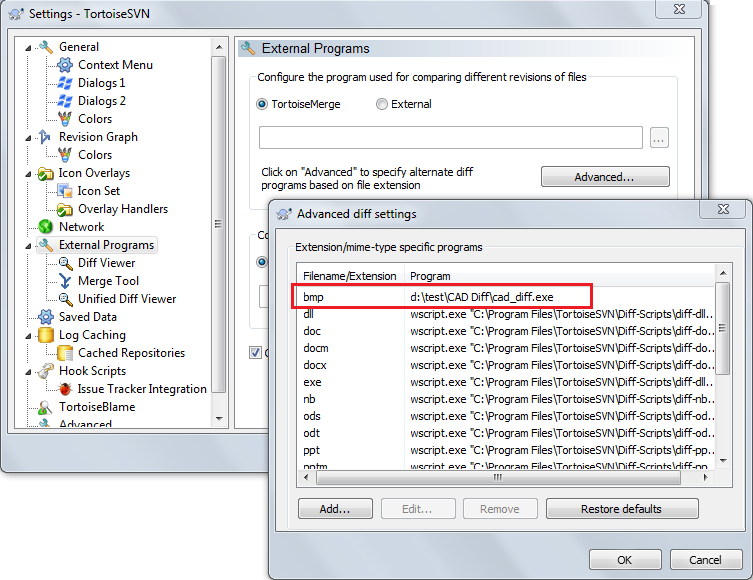 Settings - TortoiseSVN
General
Context Menu
Dialogs 1
Dialogs 2
Colors
Revision Graph
Colors
Icon Overlays
Icon Set
Overlay Handlers
Network
External Programs
Diff Viewer
Merge Tool
Unified Diff Viewer
Saved Data
Log Caching
Cached Repositories
Hook Scripts
Issue Tracker Integration
TortoiseBlame
Advanced
External Programs
Configure the program used for comparing different revisions of files
TortoiseMerge External
...
Click on "Advanced" to specify alternate diff
programs based on file extension
Advanced...
Co
Advanced diff settings
Extension/mime-type specific programs
Filename/Extension Program
bmp d:\test\CAD Diff\cad_diff.exe
dll wscript.exe "C:\Program Files\TortoiseSVN\Diff-Scripts\diff-dll...
doc wscript.exe "C:\Program Files\TortoiseSVN\Diff-Scripts\diff-do...
docm wscript.exe "C:\Program Files\TortoiseSVN\Diff-Scripts\diff-do...
docx wscript.exe "C:\Program Files\TortoiseSVN\Diff-Scripts\diff-do...
exe wscript.exe "C:\Program Files\TortoiseSVN\Diff-Scripts\diff-dll...
nb wscript.exe "C:\Program Files\TortoiseSVN\Diff-Scripts\diff-nb...
ods wscript.exe "C:\Program Files\TortoiseSVN\Diff-Scripts\diff-od...
odt wscript.exe "C:\Program Files\TortoiseSVN\Diff-Scripts\diff-od...
ppt wscript.exe "C:\Program Files\TortoiseSVN\Diff-Scripts\diff-pp...
pptm wscript.exe "C:\Program Files\TortoiseSVN\Diff-Scripts\diff-pp...
Add... Edit... Remove Restore defaults
OK Cancel